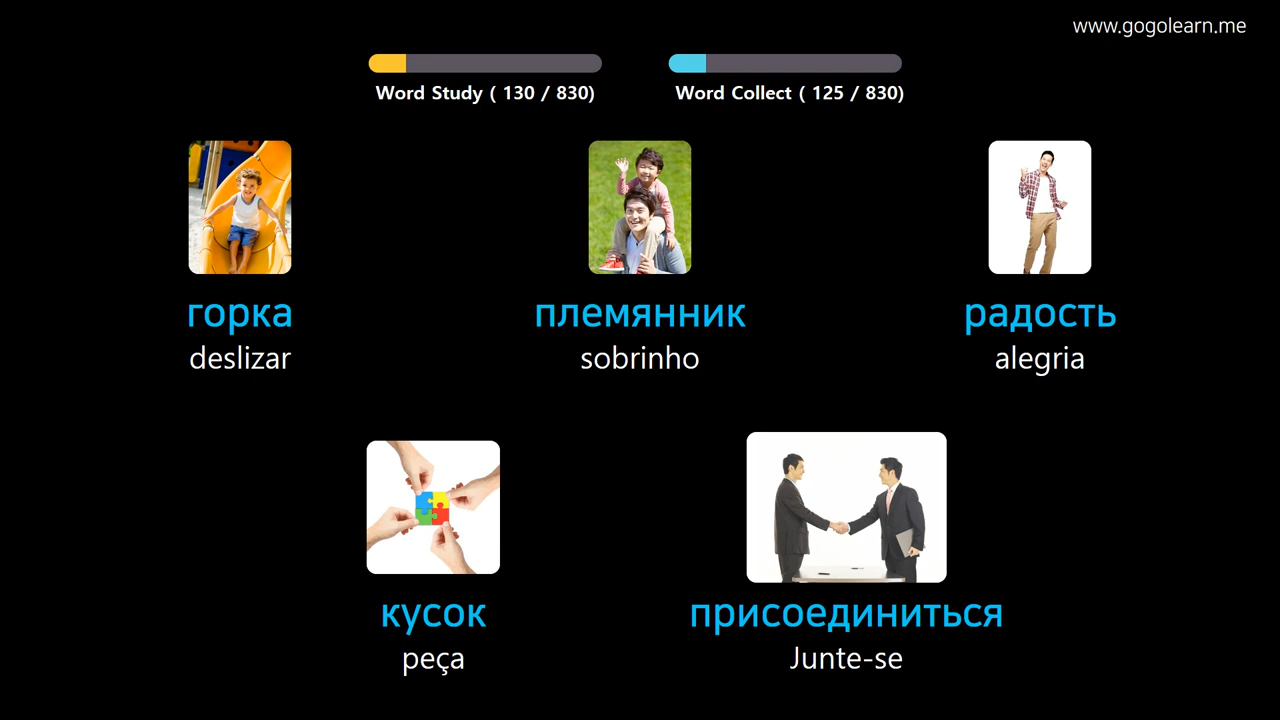 www.gogolearn.me
Word Study ( 130 / 830)
Word Collect ( 125 / 830)
горка
deslizar
племянник
sobrinho
радость
alegria
кусок
peça
присоединиться
Junte-se